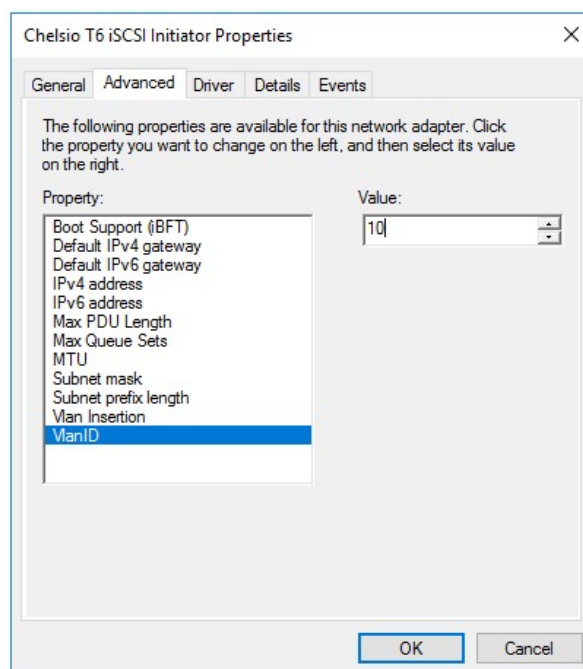 Chelsio T6 iSCSI Initiator Properties
General Advanced Driver Details Events
The following properties are available for this network adapter. Click
the property you want to change on the left, and then select its value
on the right.
Property: Value:
Boot Support (iBFT) 10
Default IPv4 gateway
Default IPv6 gateway
IPv4 address
IPv6 address
Max PDU Length
Max Queue Sets
MTU
Subnet mask
Subnet prefix length
Vlan Insertion
VlanID
OK Cancel